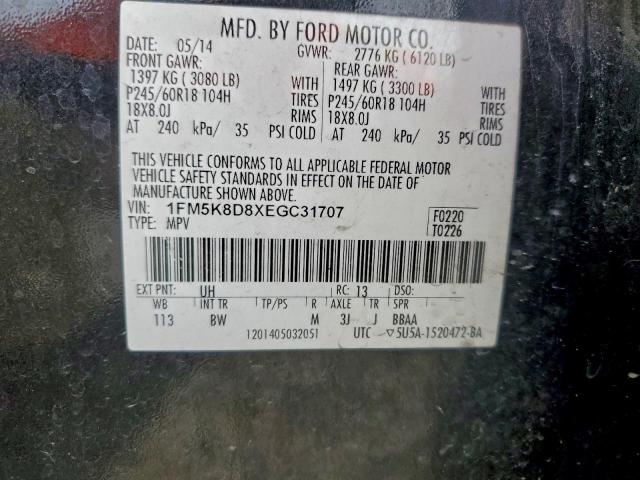 MFD. BY FORD MOTOR CO.
DATE: 05/14 GVWR: 2776 KG ( 6120 LB)
FRONT GAWR: REAR GAWR:
1397 KG ( 3080 LB) WITH 1497 KG ( 3300 LB) WITH
P245/60R18 104H TIRES P245/60R18 104H TIRES
18X8.0J RIMS 18X8.0J RIMS
AT 240 kPa/ 35 PSI COLD AT 240 kPa/ 35 PSI COLD
THIS VEHICLE CONFORMS TO ALL APPLICABLE FEDERAL MOTOR
VEHICLE SAFETY STANDARDS IN EFFECT ON THE DATE OF
MANUFACTURE SHOWN ABOVE.
VIN: 1FM5K8D8XEGC31707 F0220
TYPE: MPV T0226
EXT PNT: UH RC: 13 DSO:
WB INT TR TP/PS R AXLE TR SPR
113 BW M 3J J BBAA
1201405032051 UTC ▽5U5A-1520472-BA